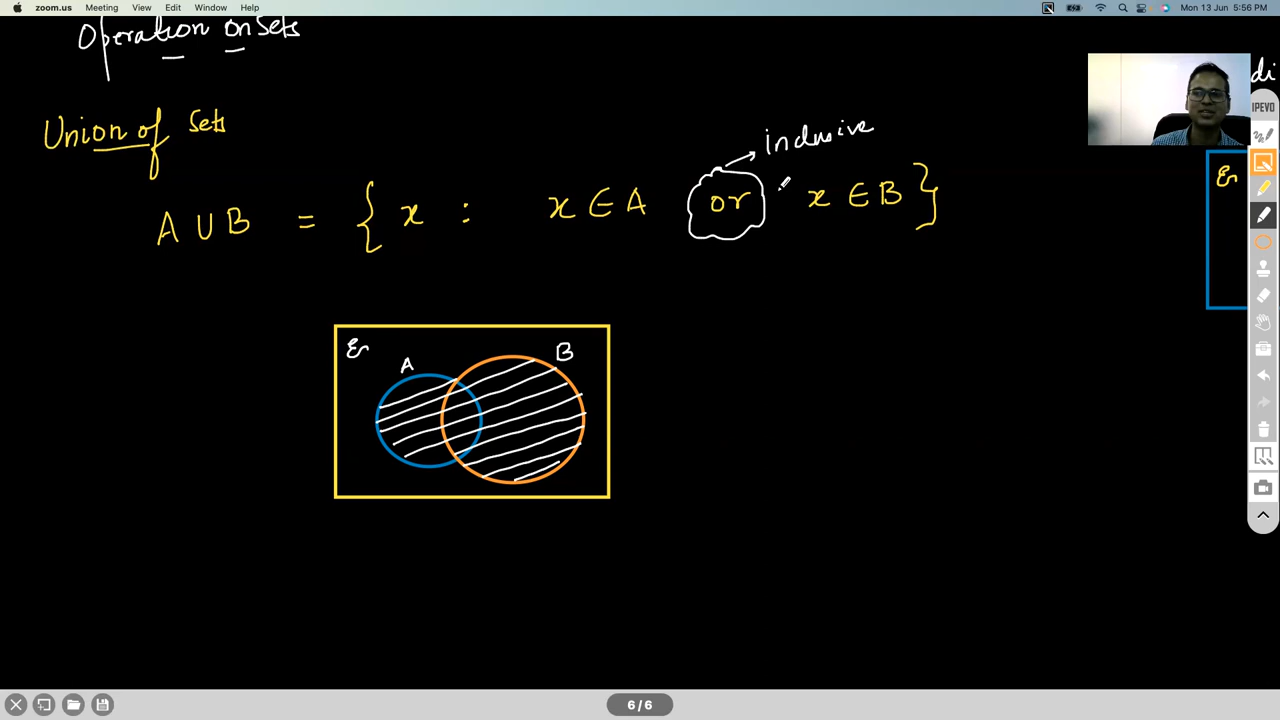 zoom.us Meeting View Edit Window Help Mon 13 Jun 5:56 PM
Operation on Sets
di
IPEVO
Union of Sets
inclusive
A ∪ B = { x : x ∈ A or x ∈ B }
A B
6/6